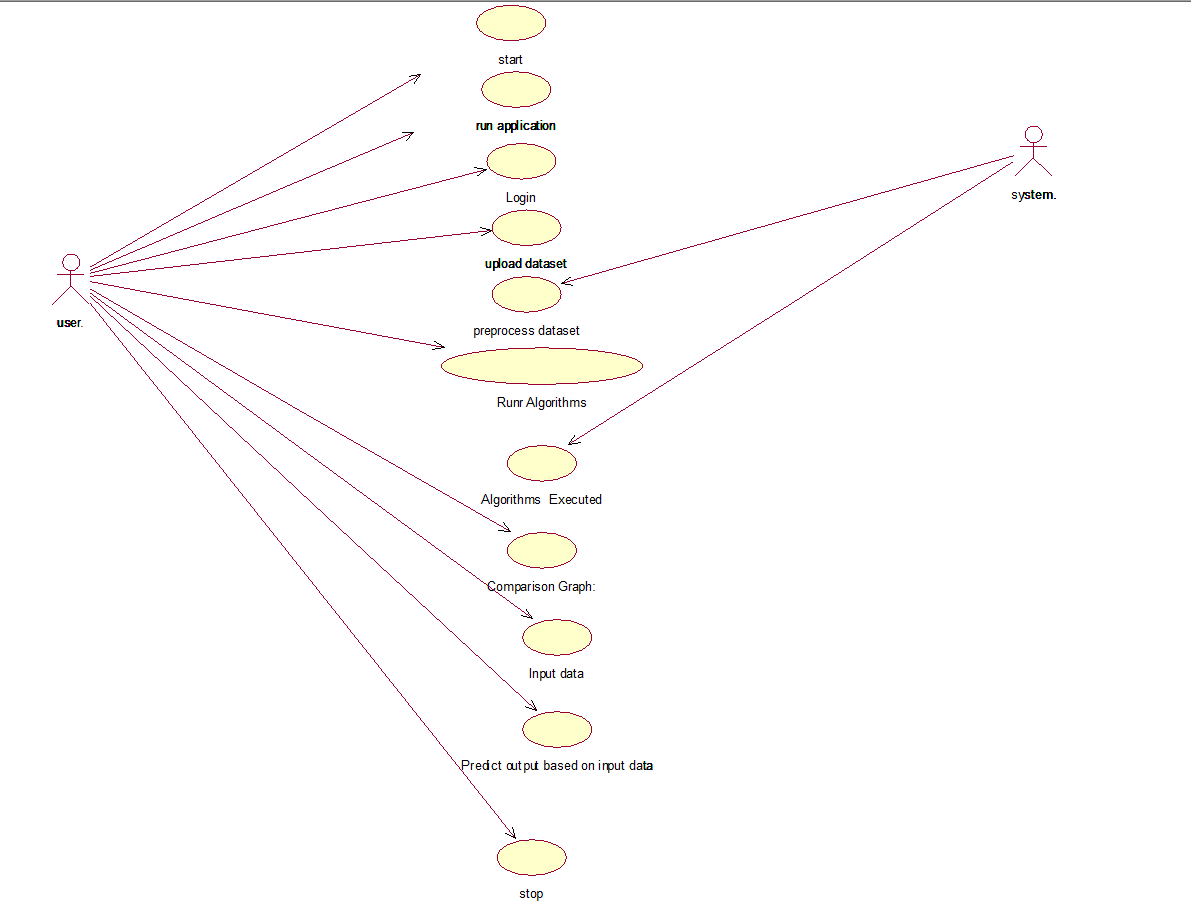 start
run application
system.
Login
upload dataset
user.
preprocess dataset
Runr Algorithms
Algorithms Executed
Comparison Graph:
Input data
Predict output based on input data
stop